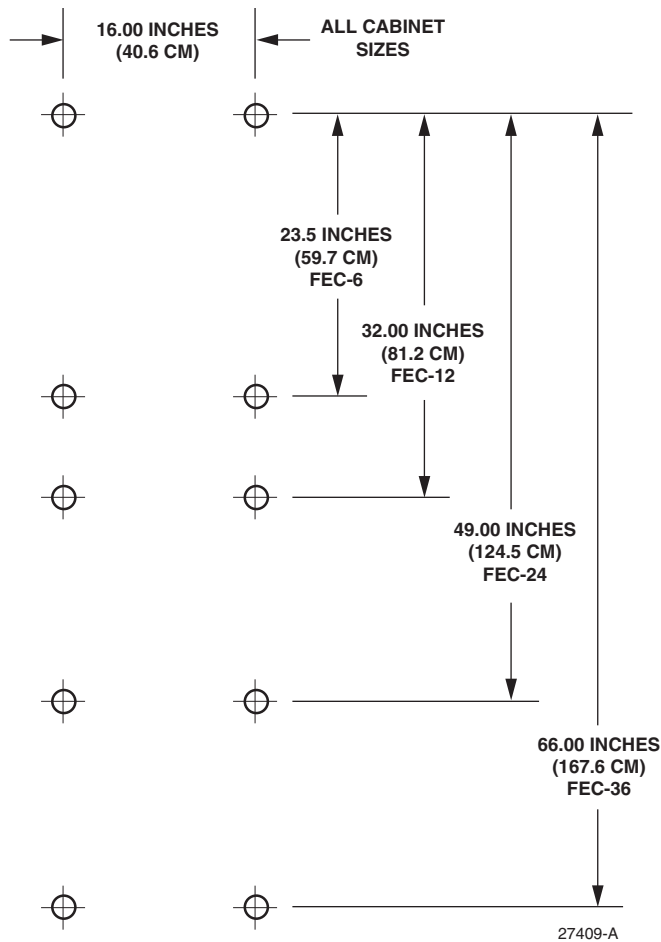 16.00 INCHES
(40.6 CM)
ALL CABINET
SIZES
23.5 INCHES
(59.7 CM)
FEC-6
32.00 INCHES
(81.2 CM)
FEC-12
49.00 INCHES
(124.5 CM)
FEC-24
66.00 INCHES
(167.6 CM)
FEC-36
27409-A